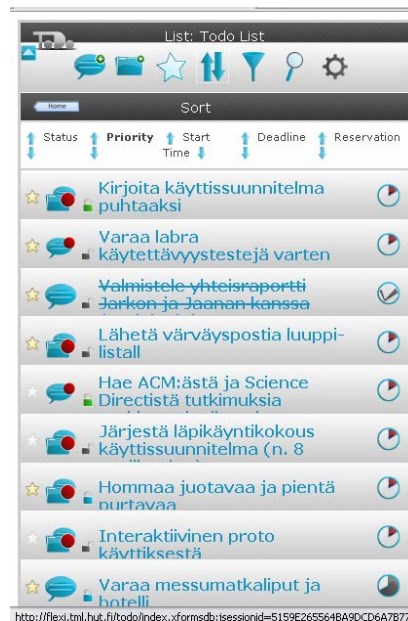 List: Todo List
Home
Sort
Status Priority Start Time Deadline Reservation
Kirjoita käyttissuunnitelma
puhtaaksi
Varaa labra
käytettävyystestejä varten
Valmistele yhteisraportti
Jarkon ja Jaanan kanssa
Lähetä värväyspostia luuppi-
listall
Hae ACM:ästä ja Science
Directistä tutkimuksia
Järjestä läpikäyntikokous
käyttissuunnitelma (n. 8
Hommaa juotavaa ja pientä
purtavaa
Interaktiivinen proto
käyttiksestä
Varaa messumatkaliput ja
hotelli
http://flexi.tml.hut.fi/todo/index.xformsdb;jsessionid=5159E265564BA9DCD6A7B77